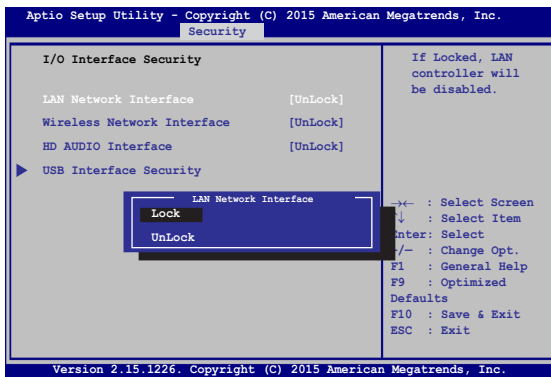 Aptio Setup Utility - Copyright (C) 2015 American Megatrends, Inc.
Security
I/O Interface Security
LAN Network Interface [UnLock]
Wireless Network Interface [UnLock]
HD AUDIO Interface [UnLock]
USB Interface Security
If Locked, LAN
controller will
be disabled.
LAN Network Interface
Lock
UnLock
→← : Select Screen
↑↓ : Select Item
Enter: Select
+/— : Change Opt.
F1 : General Help
F9 : Optimized
Defaults
F10 : Save & Exit
ESC : Exit
Version 2.15.1226. Copyright (C) 2015 American Megatrends, Inc.